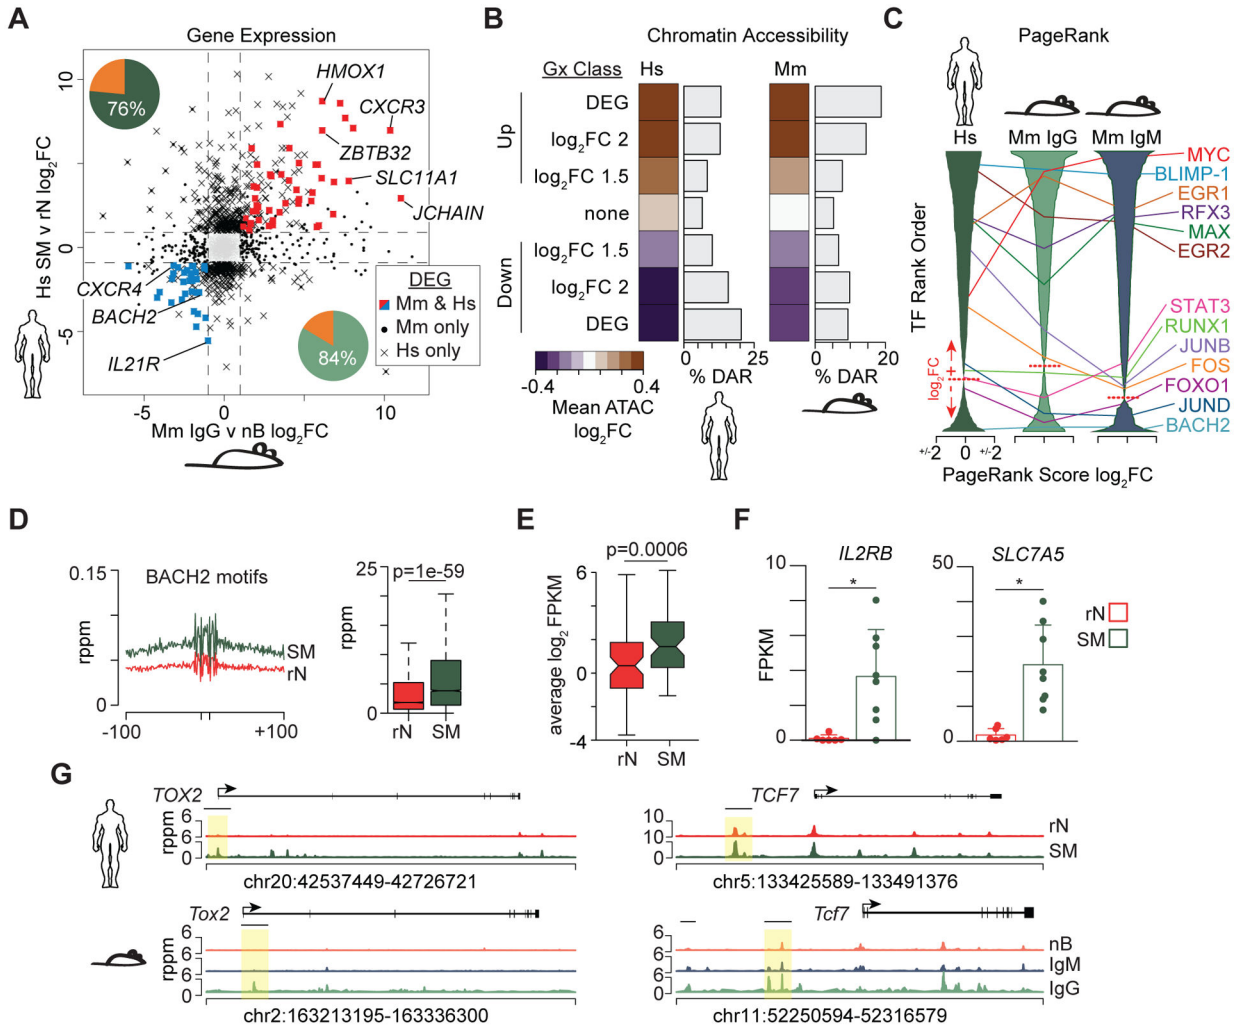 A
Gene Expression
Hs SM v rN log2FC
10
0
-5
76%
HMOX1
CXCR3
ZBTB32
SLC11A1
JCHAIN
CXCR4
BACH2
IL21R
DEG
Mm & Hs
Mm only
Hs only
84%
-5
0
10
Mm IgG v nB log2FC
B
Chromatin Accessibility
Gx Class
Hs
Mm
Up
DEG
log2FC 2
log2FC 1.5
none
Down
log2FC 1.5
log2FC 2
DEG
-0.4
0.4
Mean ATAC
log2FC
0
25
% DAR
0
20
% DAR
C
PageRank
Hs
Mm IgG
Mm IgM
TF Rank Order
log2FC
+
MYC
BLIMP-1
EGR1
RFX3
MAX
EGR2
STAT3
RUNX1
JUNB
FOS
FOXO1
JUND
BACH2
+/-2
0
+/-2
PageRank Score log2FC
D
BACH2 motifs
rppm
0.15
0
SM
rN
-100
+100
rppm
25
0
p=1e-59
rN
SM
E
p=0.0006
average log2 FPKM
6
0
-4
rN
SM
F
IL2RB
FPKM
10
0
*
SLC7A5
50
0
*
rN
SM
G
TOX2
rppm
6
6
0
chr20:42537449-42726721
TCF7
10
10
0
rN
SM
chr5:133425589-133491376
Tox2
rppm
6
6
6
0
chr2:163213195-163336300
Tcf7
6
6
6
0
nB
IgM
IgG
chr11:52250594-52316579